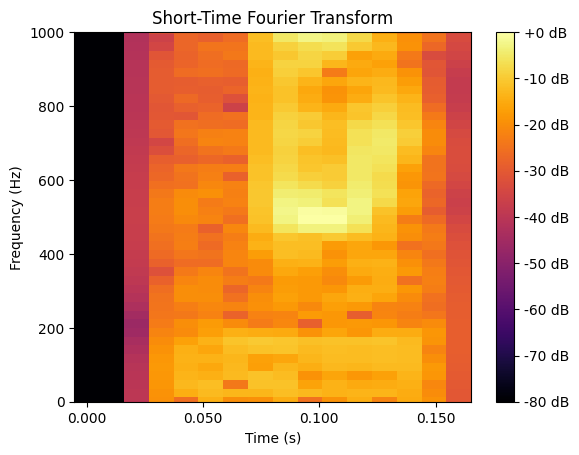 Short-Time Fourier Transform
Frequency (Hz)
1000
800
600
400
200
0
0.000
0.050
0.100
0.150
Time (s)
+0 dB
-10 dB
-20 dB
-30 dB
-40 dB
-50 dB
-60 dB
-70 dB
-80 dB